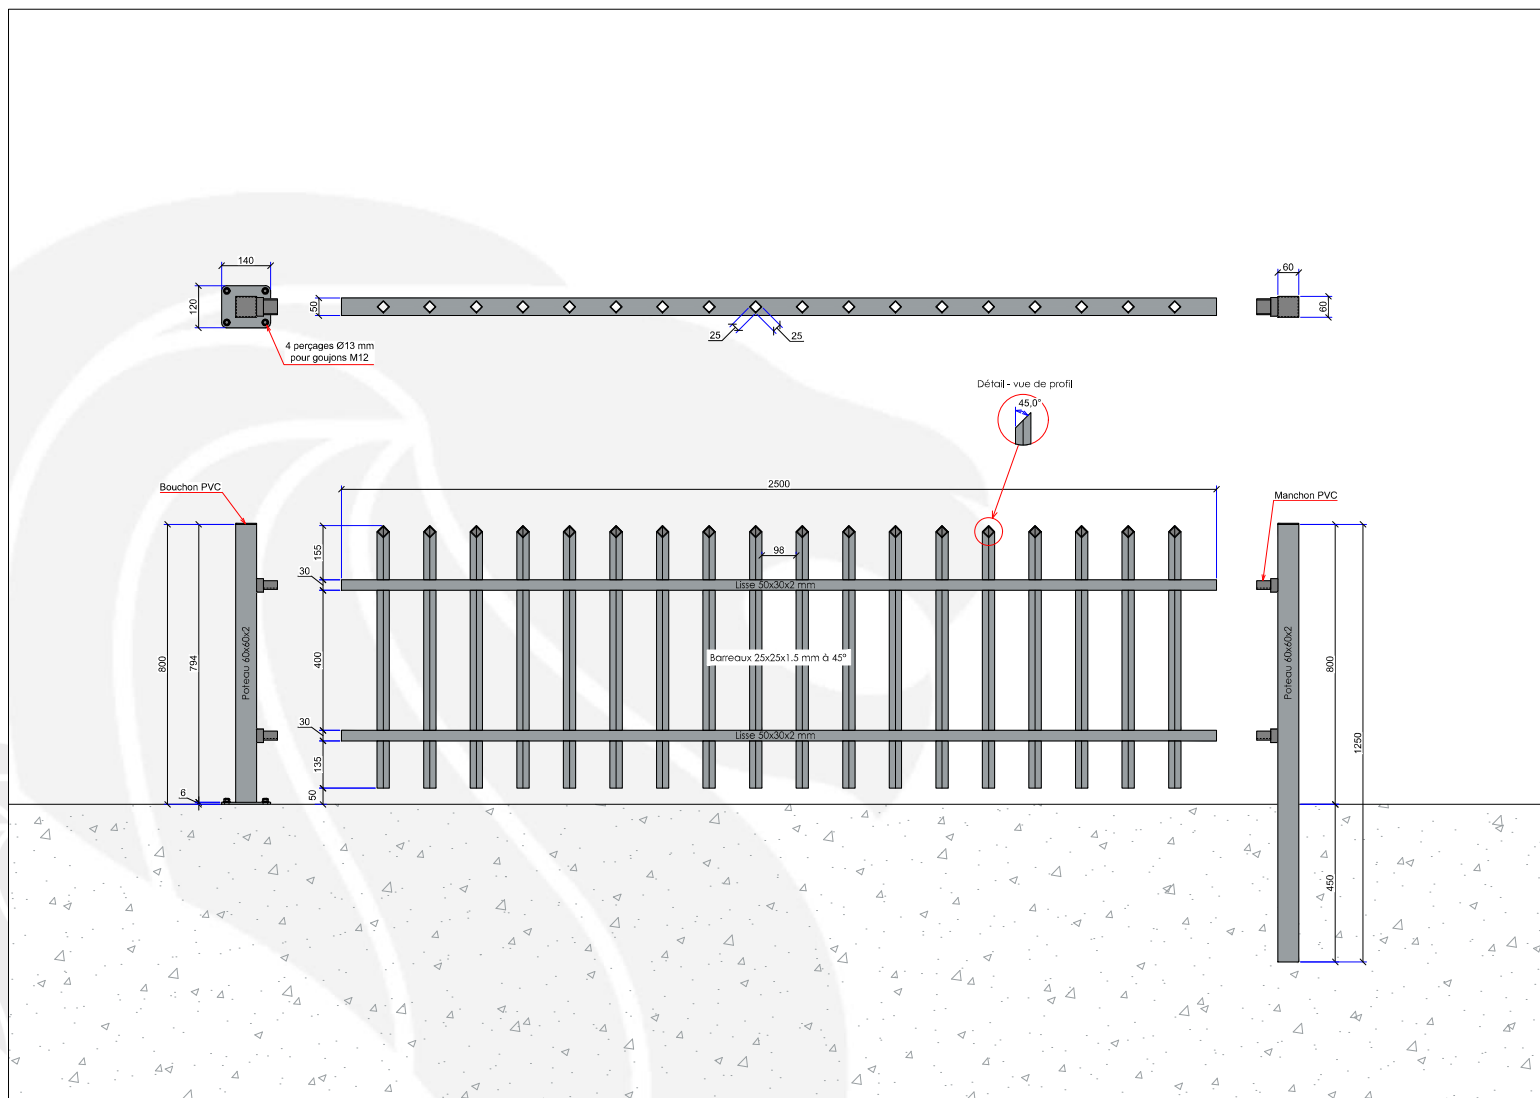 140
120
4 perçages Ø13 mm
pour goujons M12
50
25
25
60
60
Détail - vue de profil
45,0°
2500
Bouchon PVC
Manchon PVC
155
98
30
Lisse 50x30x2 mm
800
794
Poteau 60x60x2
400
Barreaux 25x25x1.5 mm à 45°
Poteau 60x60x2
800
1250
30
Lisse 50x30x2 mm
135
6
50
450